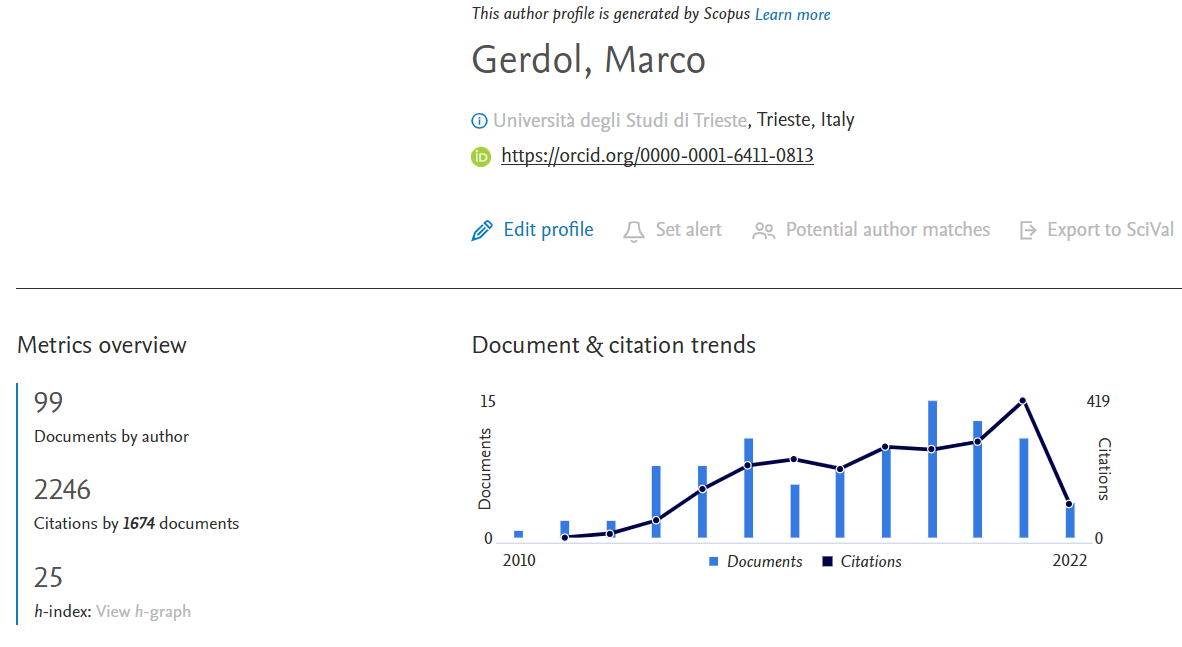 This author profile is generated by Scopus Learn more
Gerdol, Marco
Università degli Studi di Trieste, Trieste, Italy
iD https://orcid.org/0000-0001-6411-0813
Edit profile Set alert Potential author matches Export to SciVal
Metrics overview
99
Documents by author
2246
Citations by 1674 documents
25
h-index: View h-graph
Document & citation trends
15
419
Documents
Citations
0
0
2010
2022
Documents Citations